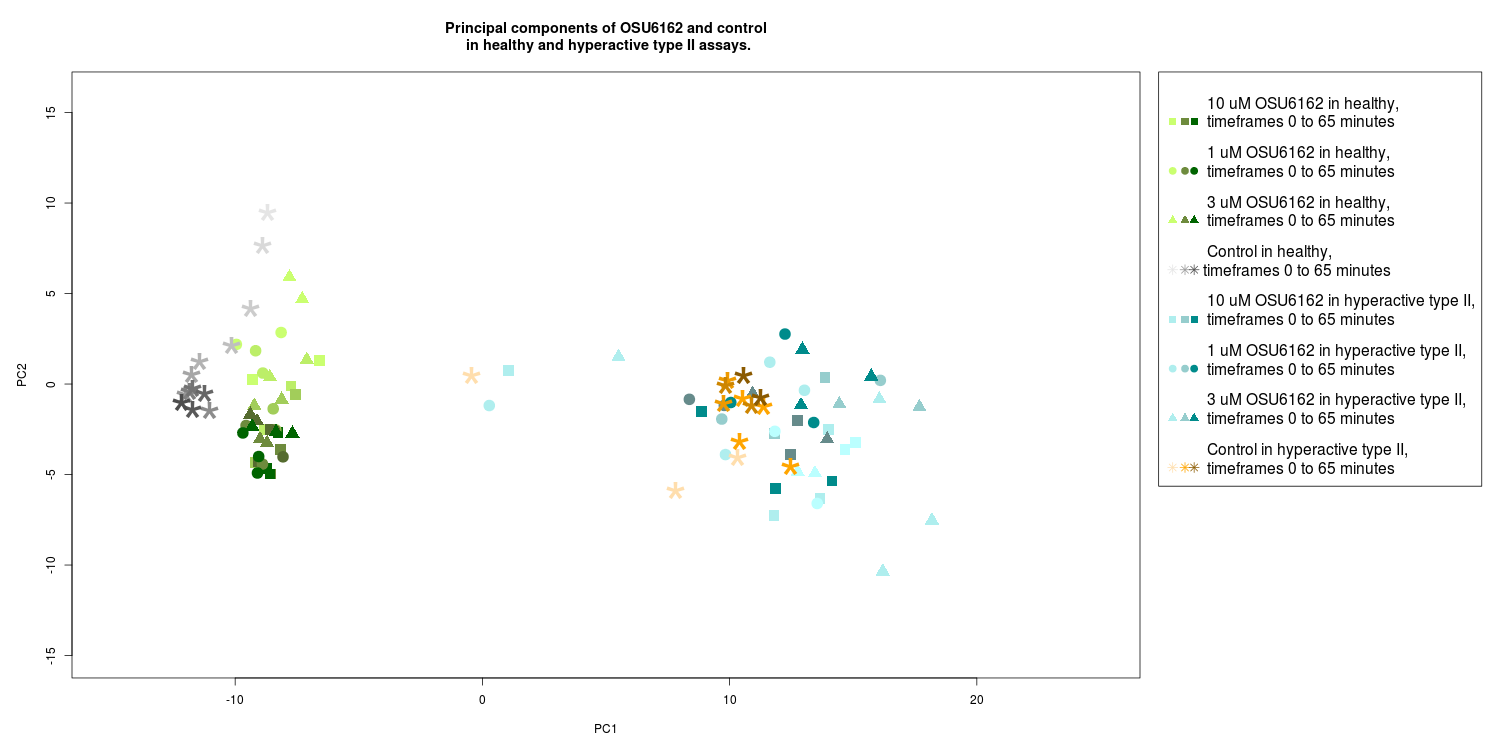 Principal components of OSU6162 and control
in healthy and hyperactive type II assays.
15
10
5
0
-5
-10
-15
PC2
-10
0
10
20
PC1
10 uM OSU6162 in healthy,
timeframes 0 to 65 minutes
1 uM OSU6162 in healthy,
timeframes 0 to 65 minutes
3 uM OSU6162 in healthy,
timeframes 0 to 65 minutes
Control in healthy,
timeframes 0 to 65 minutes
10 uM OSU6162 in hyperactive type II,
timeframes 0 to 65 minutes
1 uM OSU6162 in hyperactive type II,
timeframes 0 to 65 minutes
3 uM OSU6162 in hyperactive type II,
timeframes 0 to 65 minutes
Control in hyperactive type II,
timeframes 0 to 65 minutes